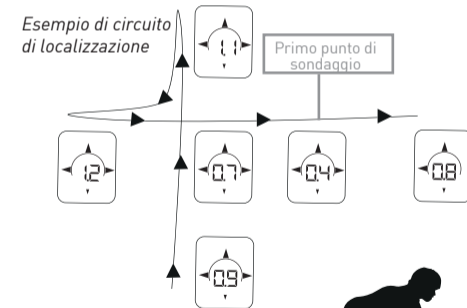 Esempio di circuito
di localizzazione
1.1
Primo punto di
sondaggio
1.2
0.7
0.4
0.8
0.9